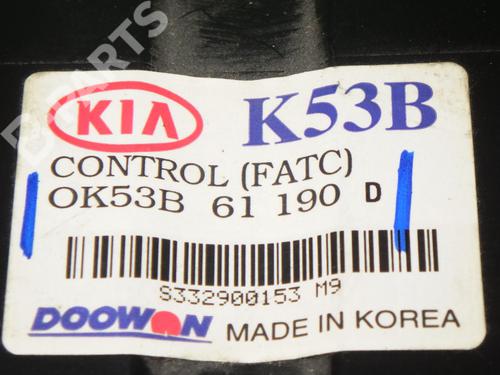 KIA K53B
CONTROL (FATC)
OK53B 61 190 D
S332900153 M9
DOOWON MADE IN KOREA